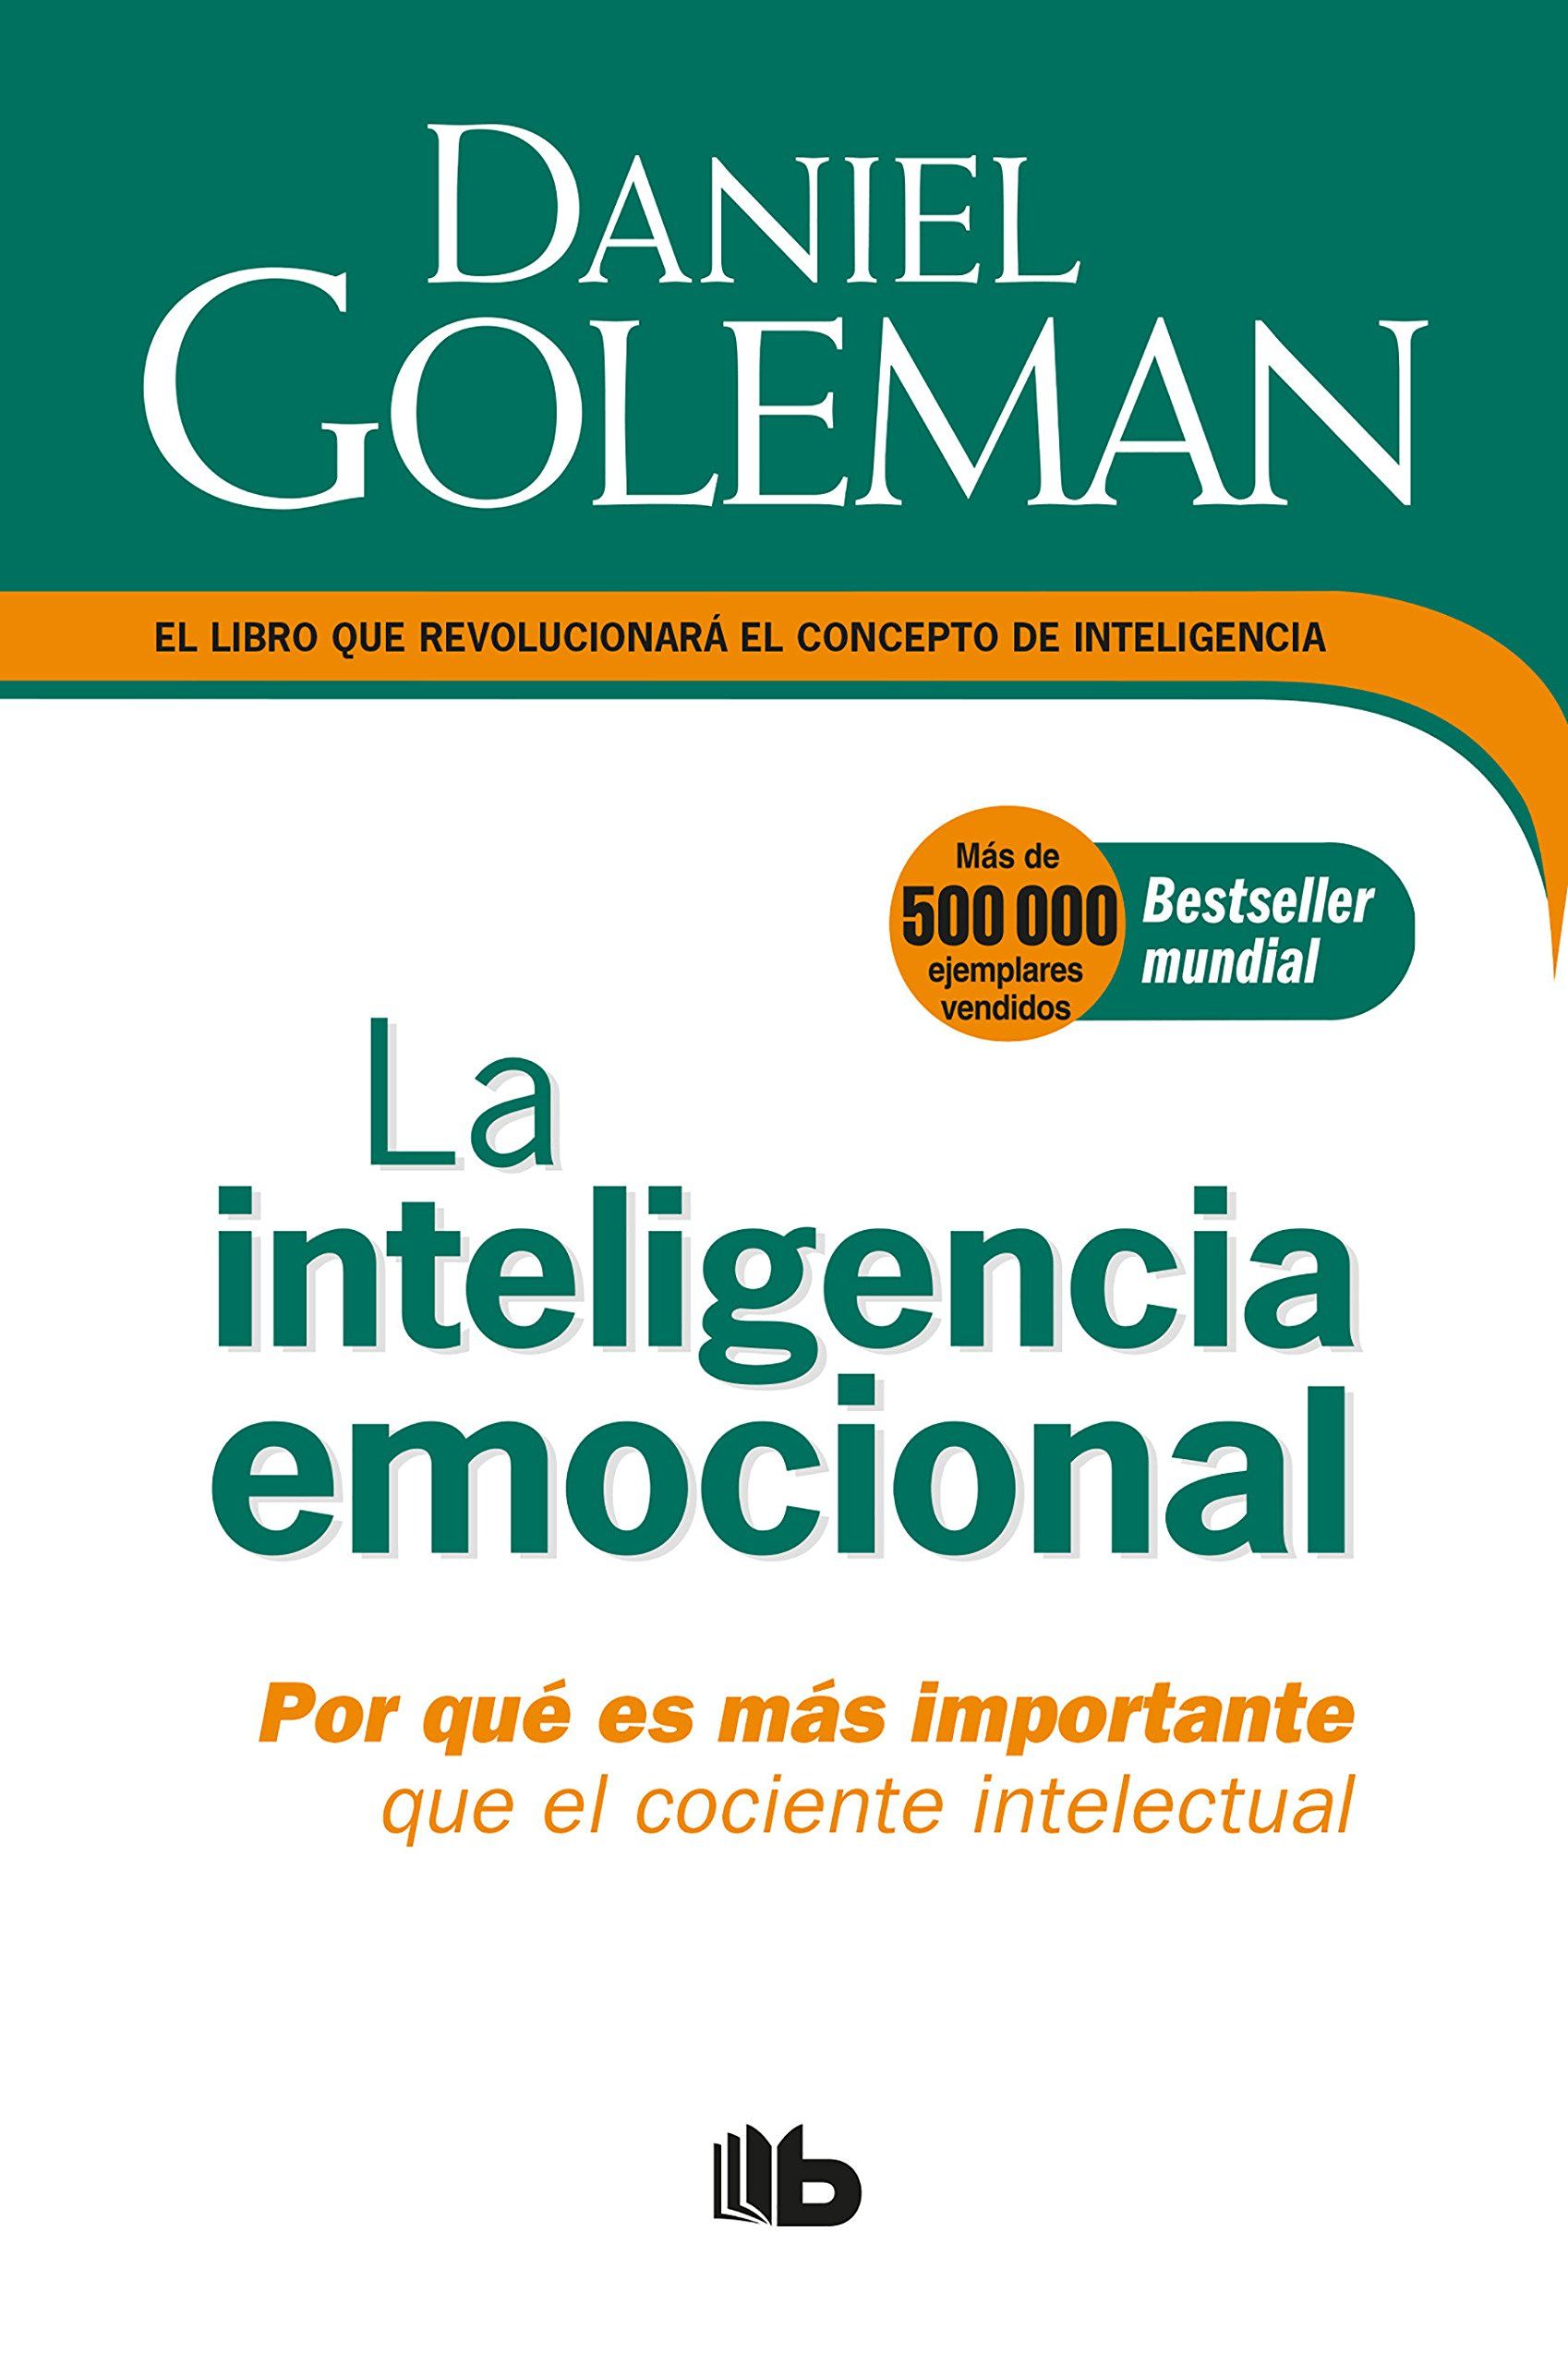 DANIEL
GOLEMAN
EL LIBRO QUE REVOLUCIONARÁ EL CONCEPTO DE INTELIGENCIA
Más de
500 000
ejemplares
vendidos
Bestseller
mundial
La
inteligencia
emocional
Por qué es más importante
que el cociente intelectual
b